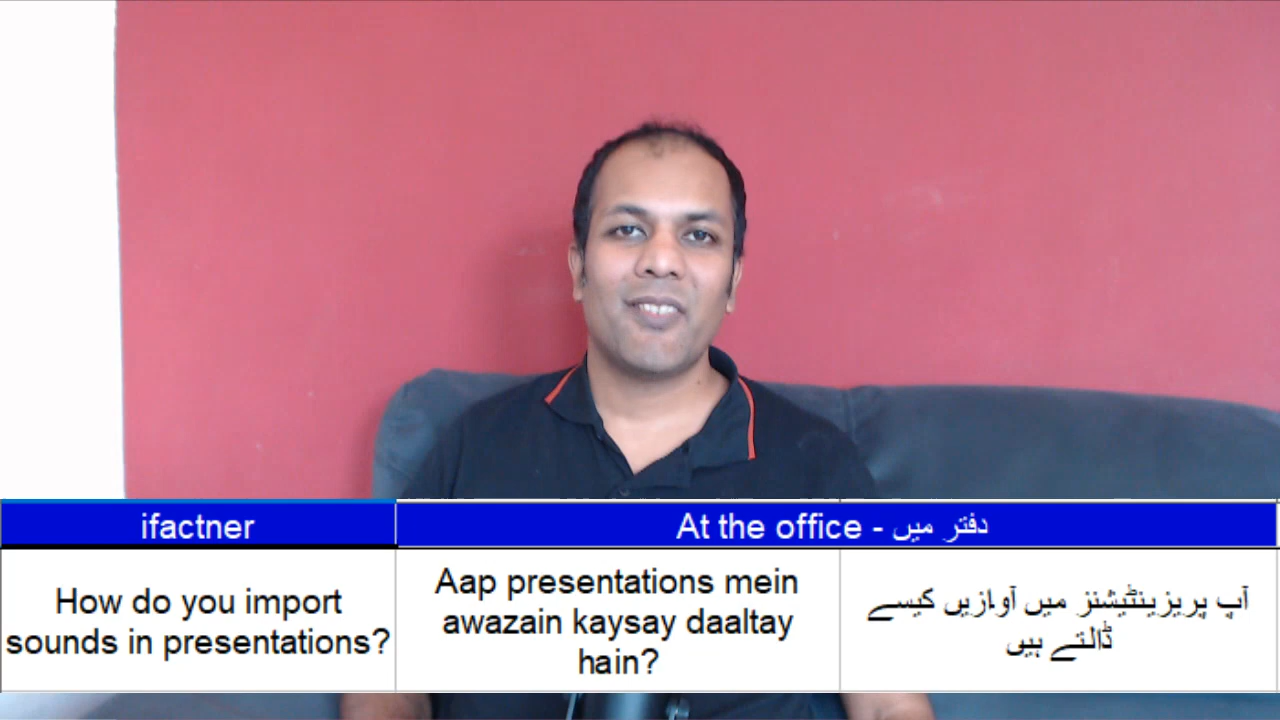 ifactner
At the office - دفتر میں
How do you import
sounds in presentations?
Aap presentations mein
awazain kaysay daaltay
hain?
آپ پریزینٹیشنز میں آوازیں کیسے
ڈالتے ہیں